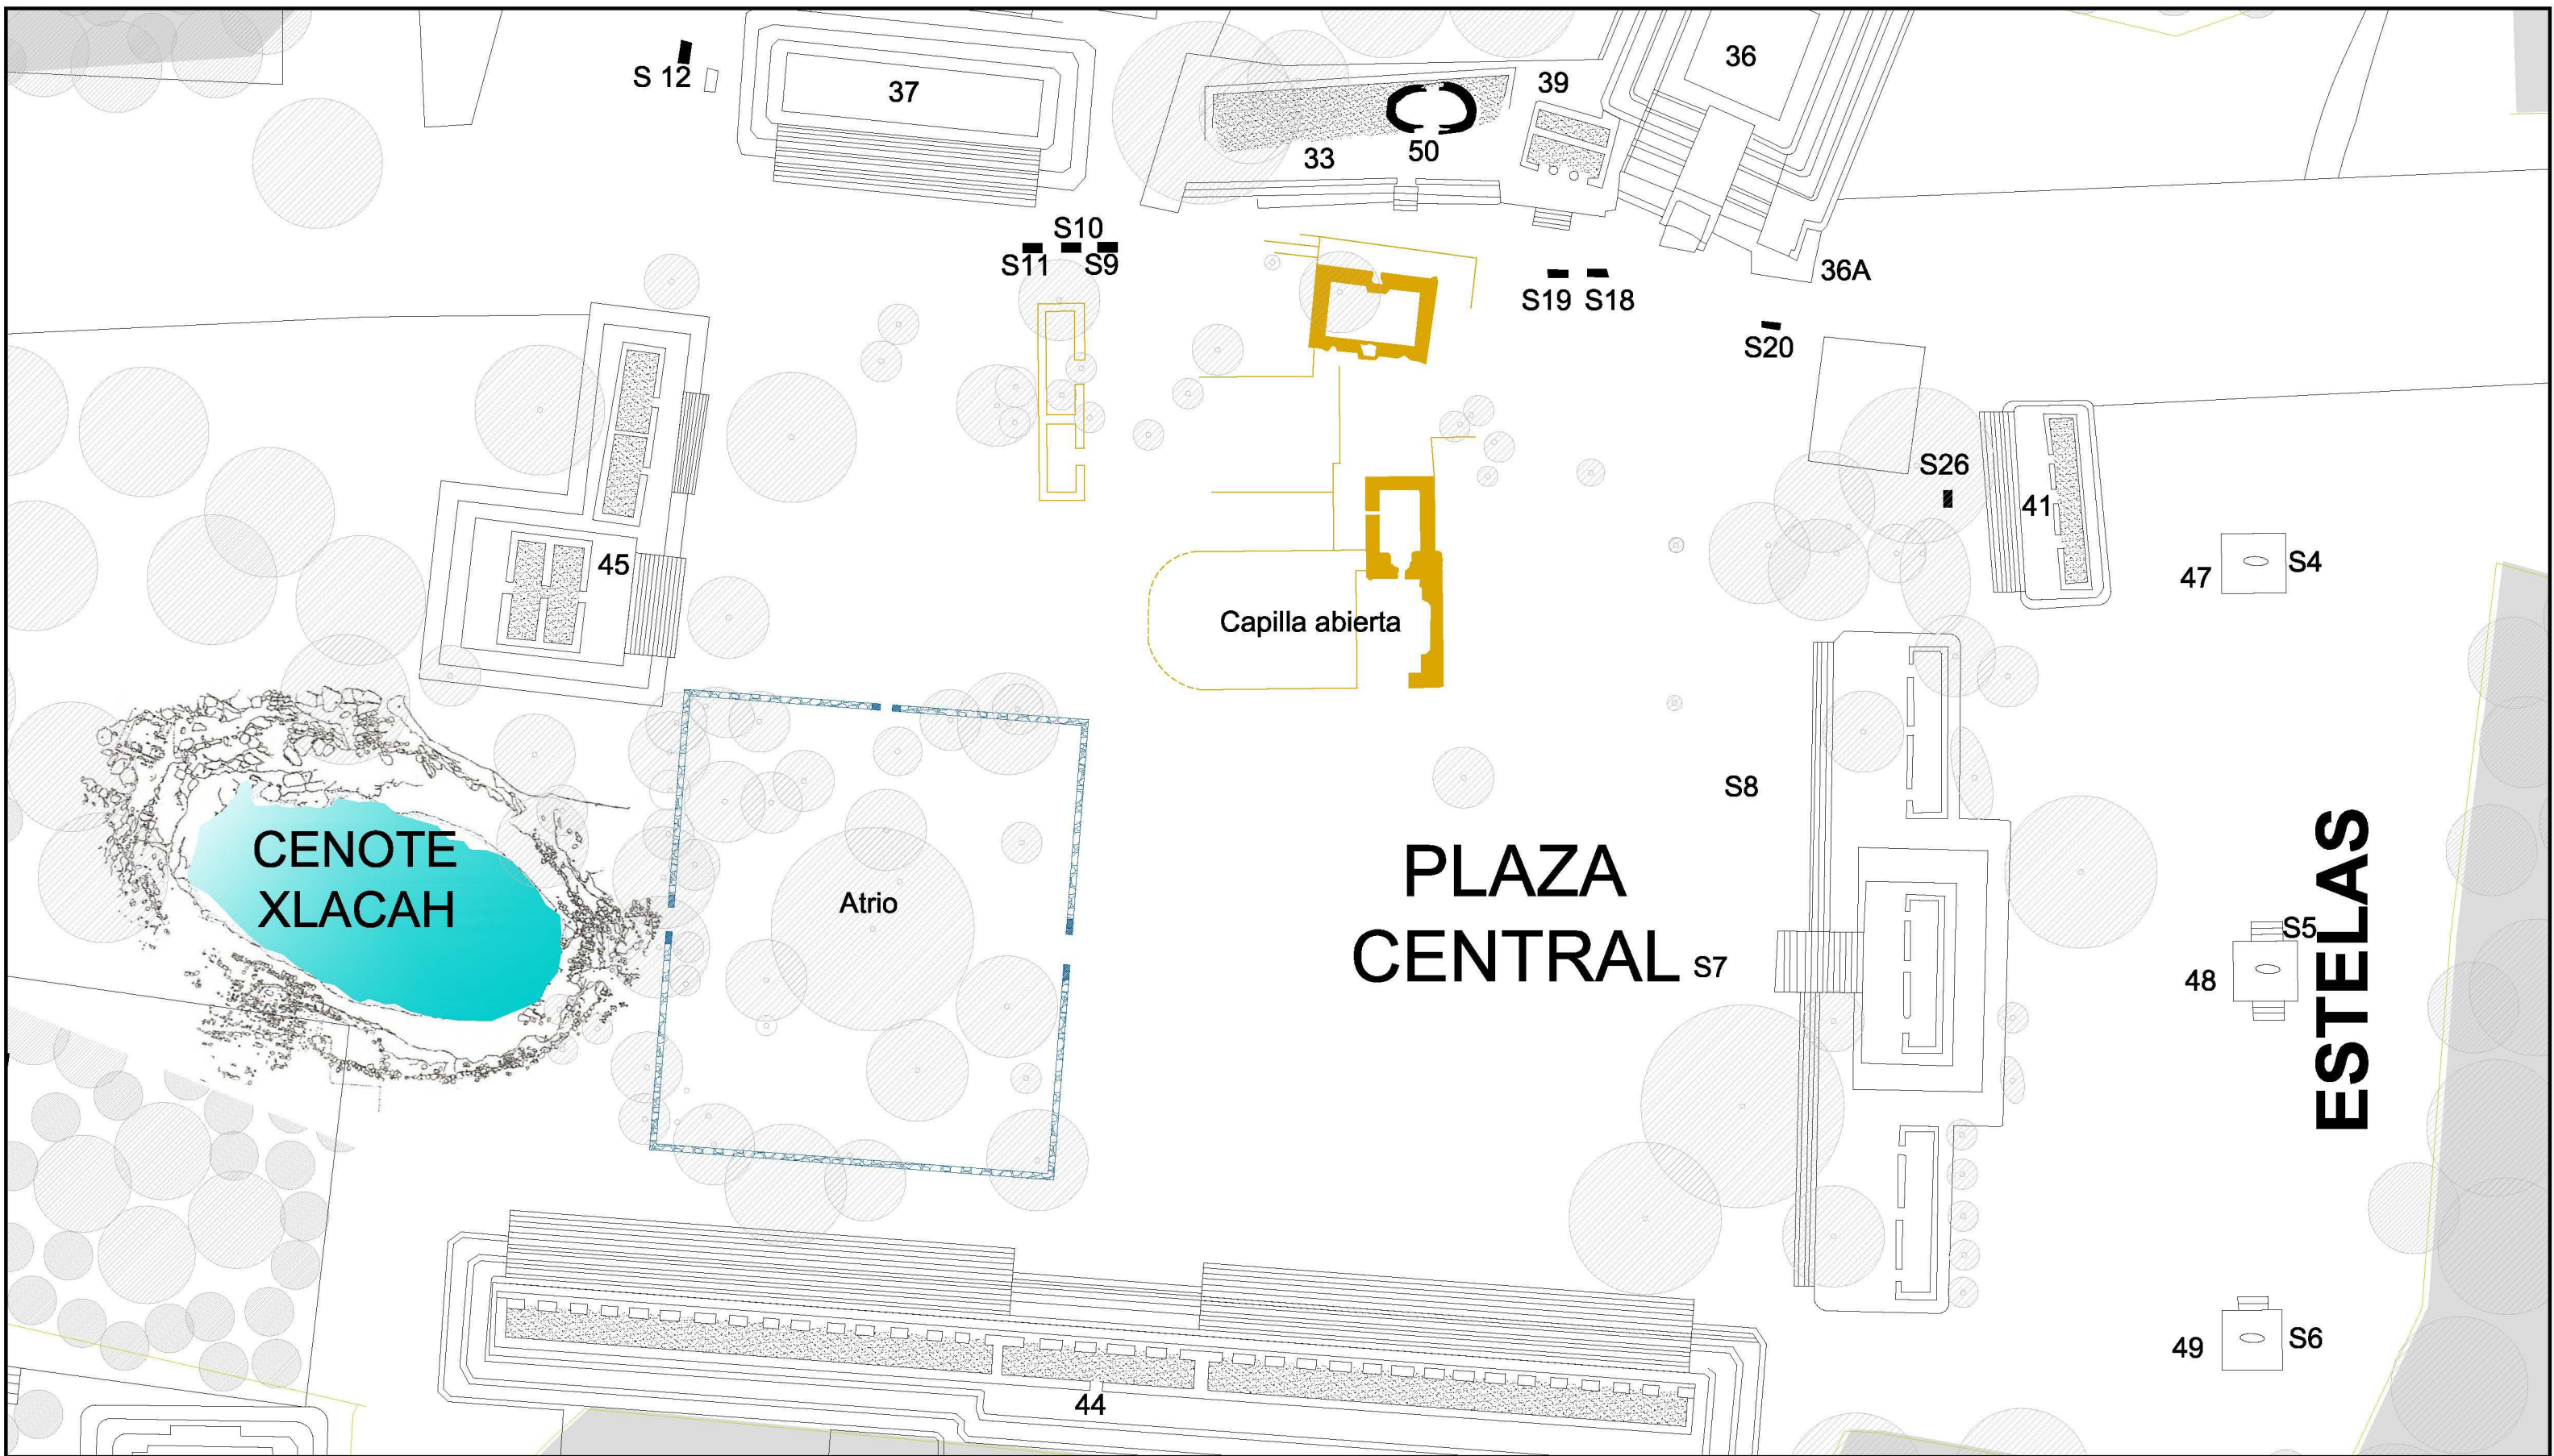 S 12
37
39
36
33
50
S10
S11
S9
S19
S18
36A
S20
S26
41
45
47
S4
Capilla abierta
S8
CENOTE
XLACAH
Atrio
PLAZA
CENTRAL
S7
S5
48
ESTELAS
49
S6
44